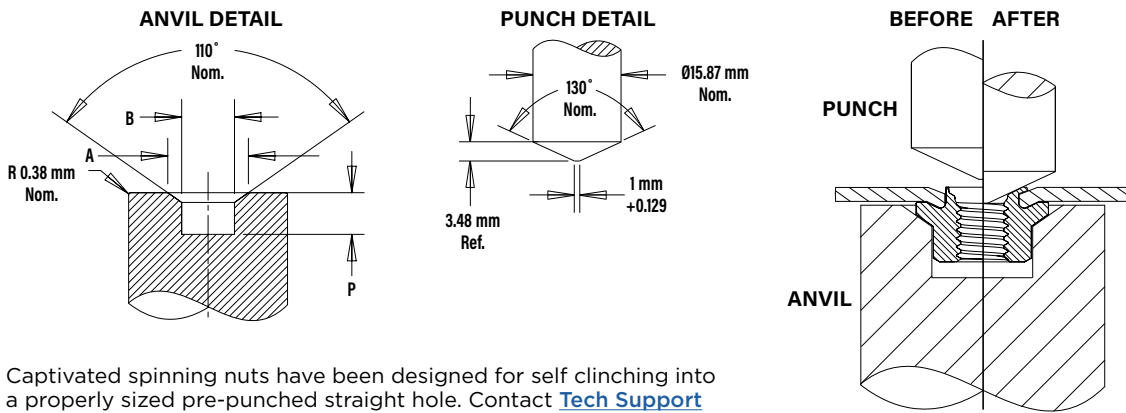 ANVIL DETAIL
110°
Nom.
B
A
R 0.38 mm
Nom.
P
PUNCH DETAIL
Ø15.87 mm
Nom.
130°
Nom.
1 mm
+0.129
3.48 mm
Ref.
BEFORE AFTER
PUNCH
ANVIL
Captivated spinning nuts have been designed for self clinching into
a properly sized pre-punched straight hole. Contact Tech Support